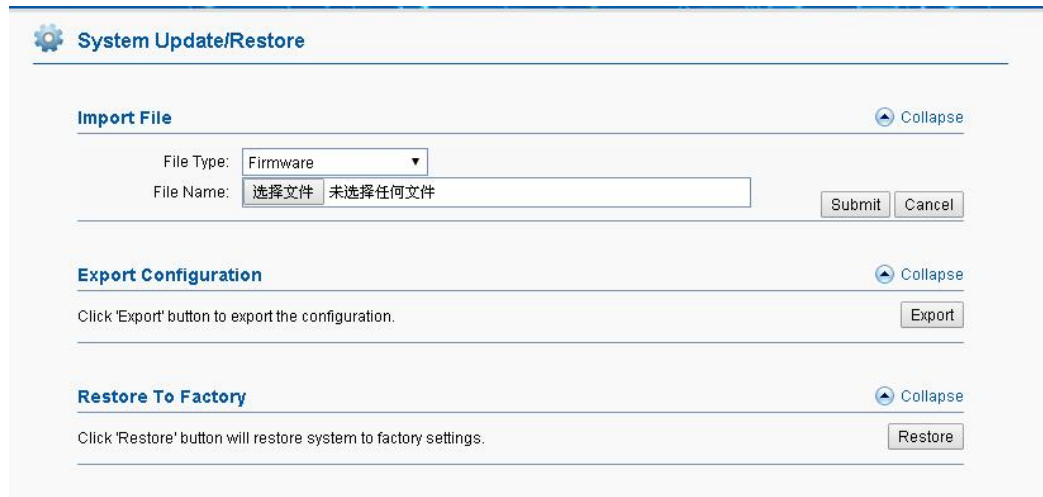 System Update/Restore
Import File Collapse
File Type: Firmware
File Name: 选择文件 未选择任何文件
Submit Cancel
Export Configuration Collapse
Click 'Export' button to export the configuration. Export
Restore To Factory Collapse
Click 'Restore' button will restore system to factory settings. Restore